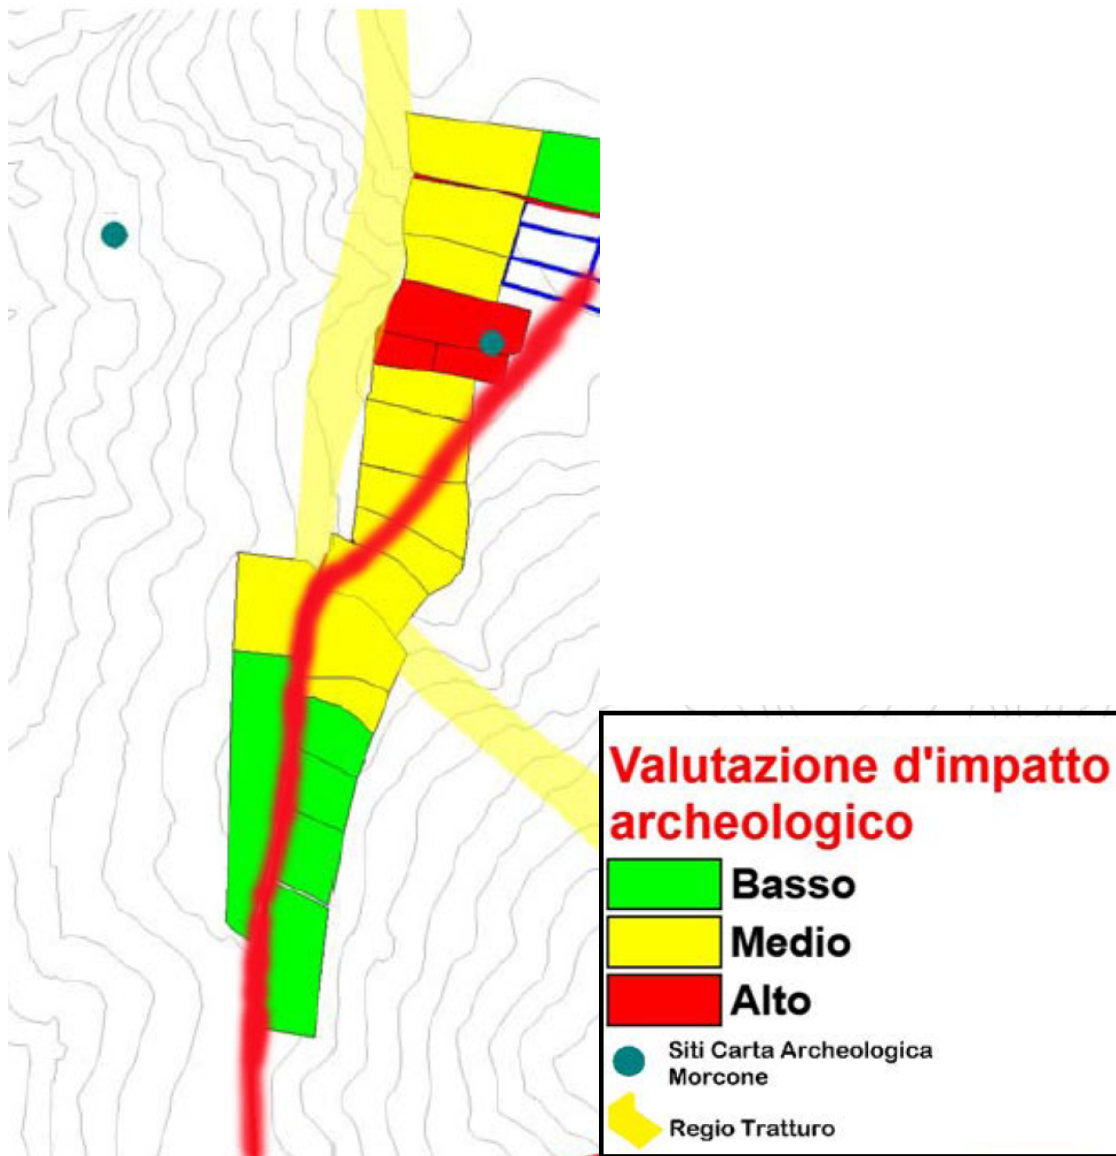 Valutazione d'impatto
archeologico
Basso
Medio
Alto
Siti Carta Archeologica
Morcone
Regio Tratturo